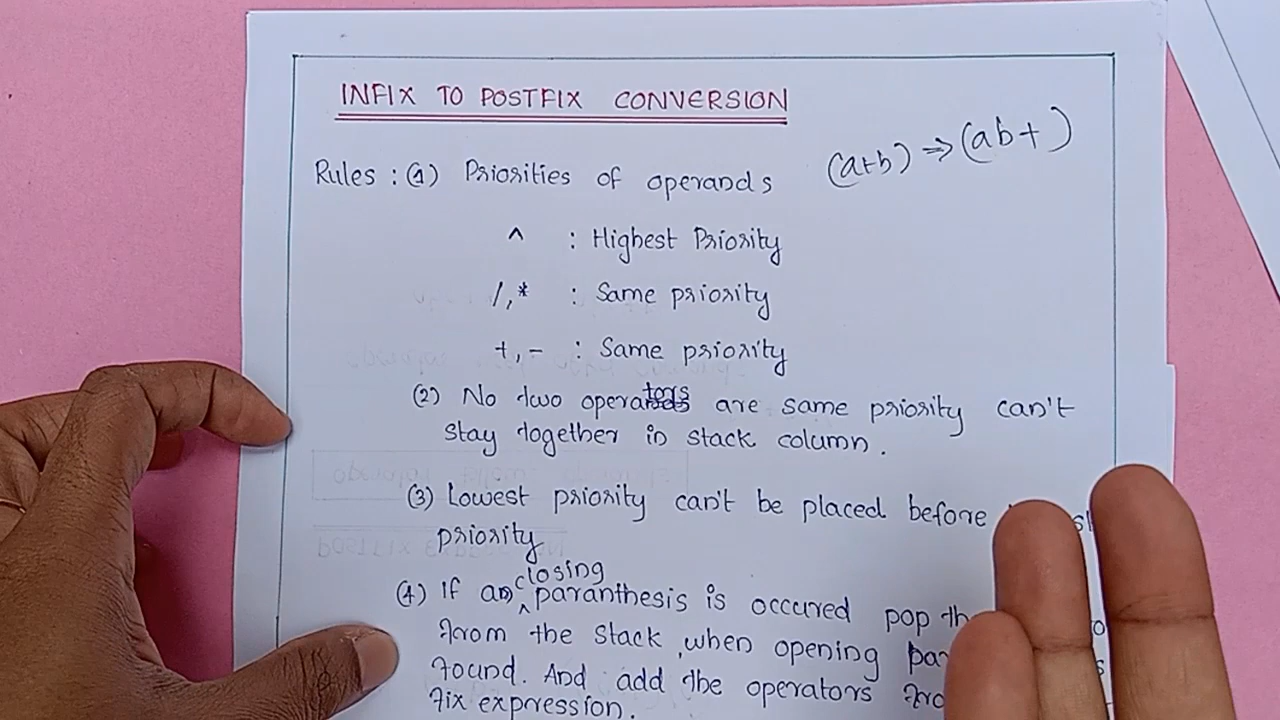 INFIX TO POSTFIX CONVERSION
(a+b) ⇒ (ab+)
Rules : (1) Priorities of operands
^ : Highest Priority
/,* : Same priority
+,- : Same priority
(2) No two operators are same priority can't
stay together in stack column.
(3) Lowest priority can't be placed before
priority
closing
(4) If an ^ paranthesis is occured pop
from the stack, when opening
found. And add the operators
fix expression.